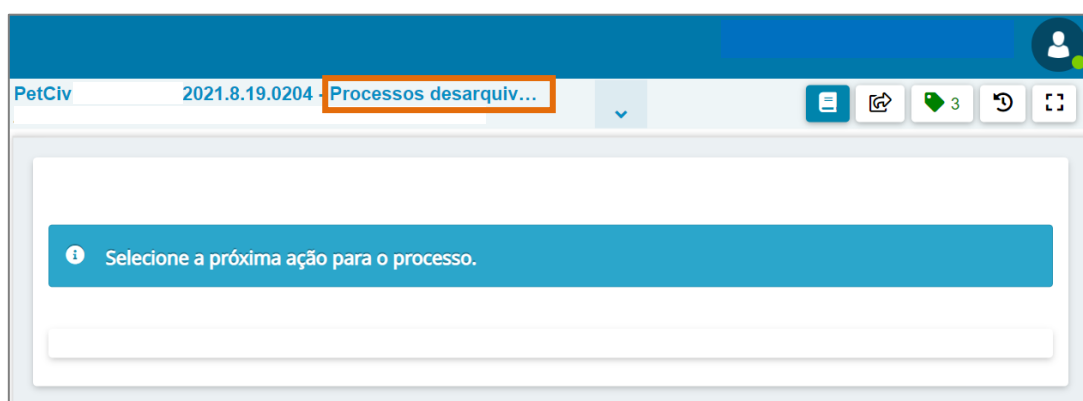 PetCiv 2021.8.19.0204 - Processos desarquiv...
3
Selecione a próxima ação para o processo.